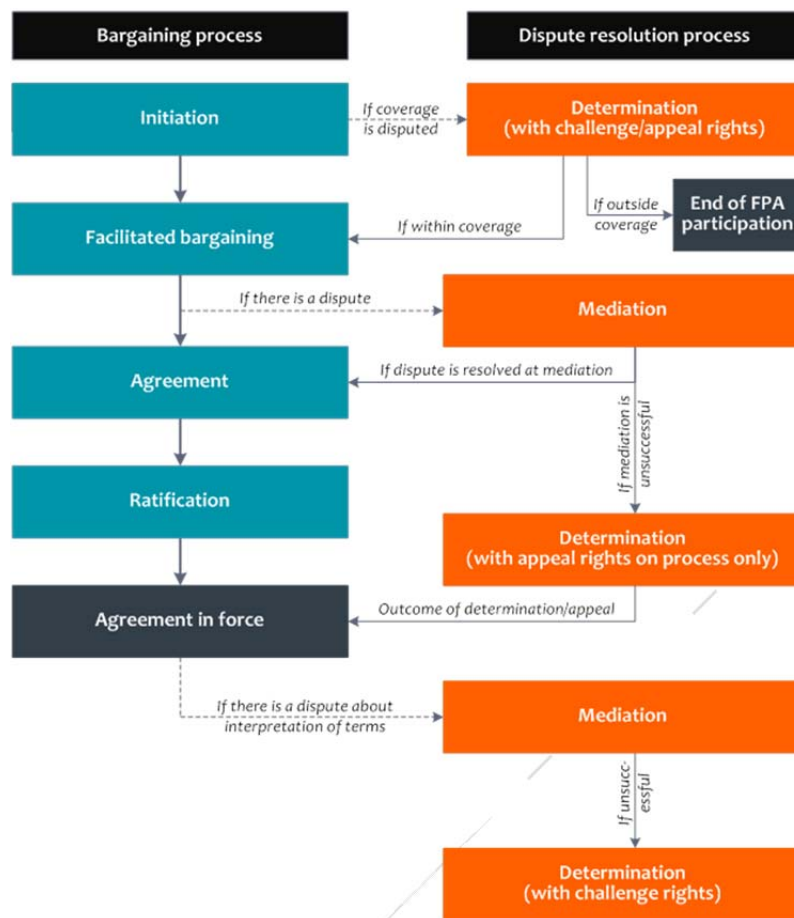 Bargaining process
Dispute resolution process
Initiation
If coverage
is disputed
Determination
(with challenge/appeal rights)
If within coverage
If outside
coverage
End of FPA
participation
Facilitated bargaining
If there is a dispute
Mediation
Agreement
If dispute is resolved at mediation
If mediation is
unsuccessful
Ratification
Determination
(with appeal rights on process only)
Agreement in force
Outcome of determination/appeal
If there is a dispute about
interpretation of terms
Mediation
If unsucc-
essful
Determination
(with challenge rights)